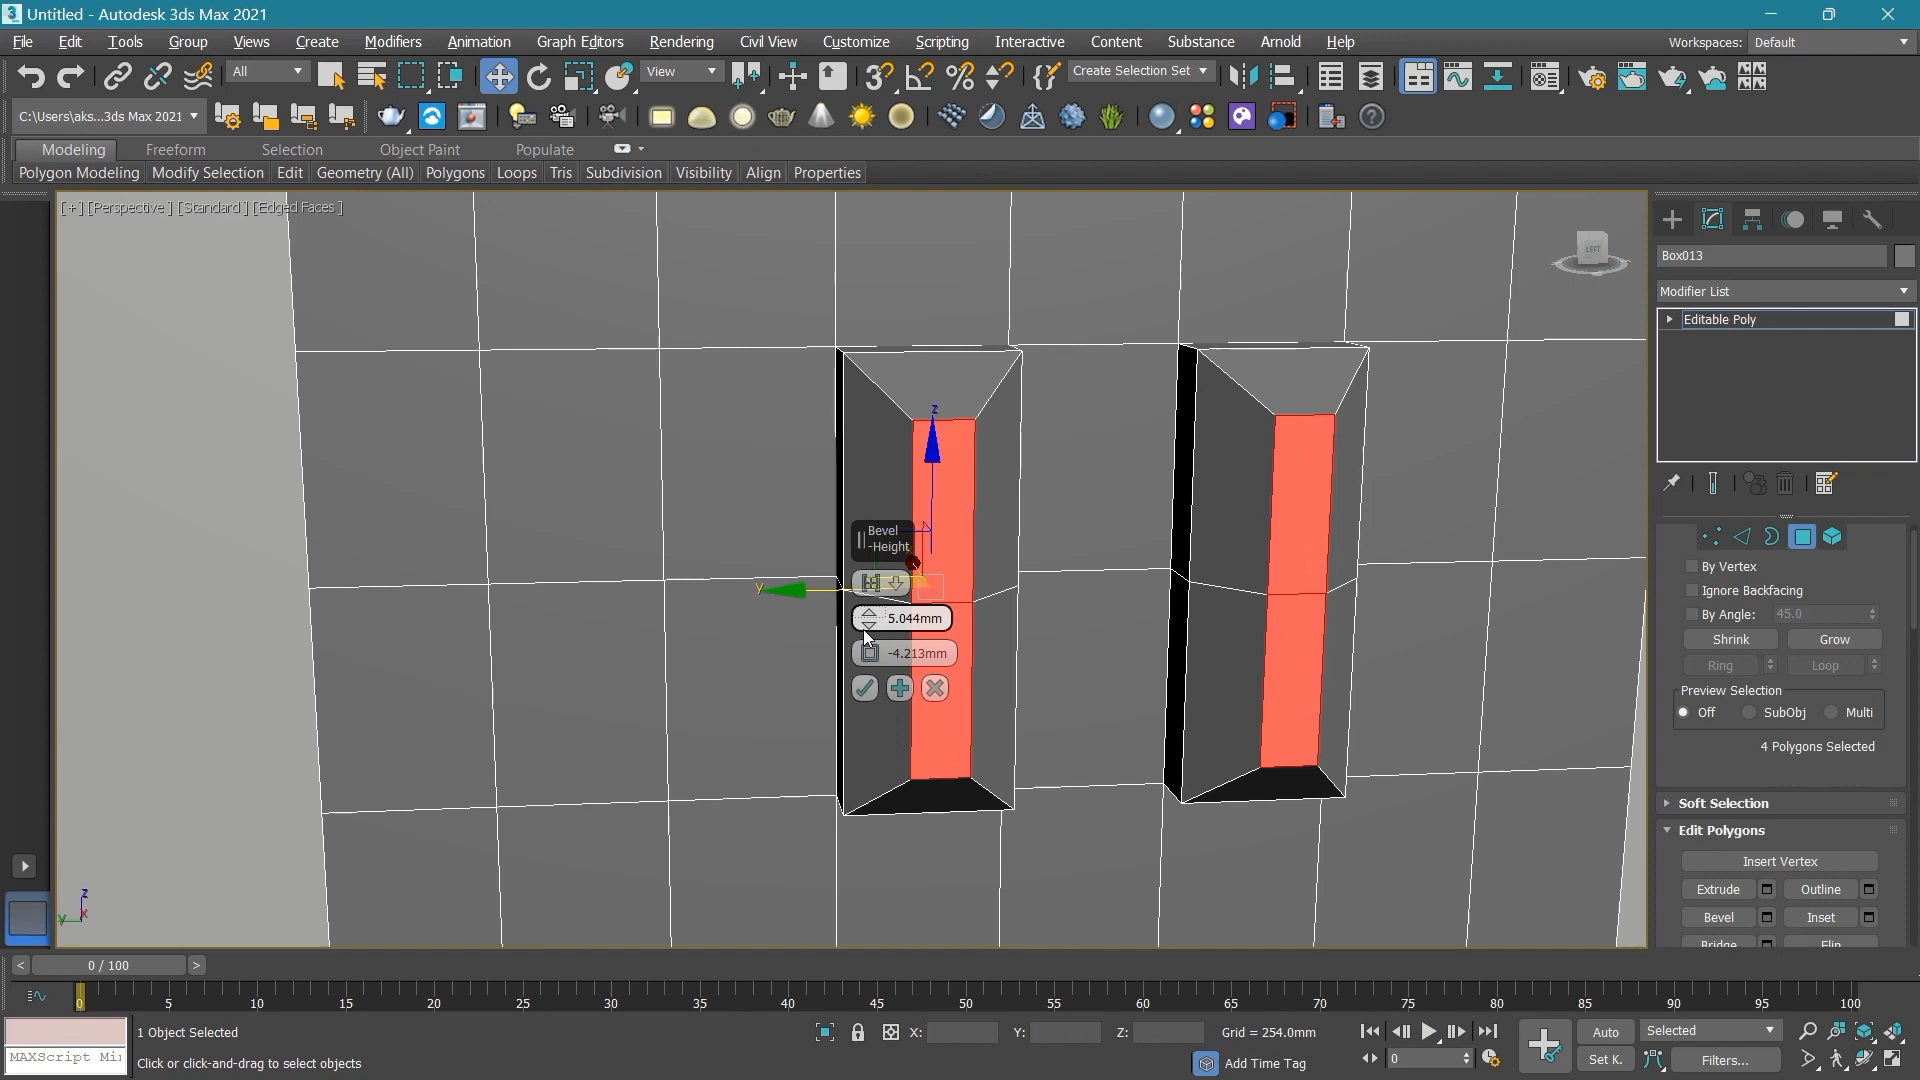 Untitled - Autodesk 3ds Max 2021
File Edit Tools Group Views Create Modifiers Animation Graph Editors Rendering Civil View Customize Scripting Interactive Content Substance Arnold Help
Workspaces: Default
All
View
Create Selection Set
C:\Users\aks...3ds Max 2021
Modeling Freeform Selection Object Paint Populate
Polygon Modeling Modify Selection Edit Geometry (All) Polygons Loops Tris Subdivision Visibility Align Properties
[+] [Perspective ] [Standard ] [Edged Faces ]
LEFT
Box013
Modifier List
Editable Poly
z
Bevel
-Height
y
5.044mm
-4.213mm
By Vertex
Ignore Backfacing
By Angle: 45.0
Shrink Grow
Ring Loop
Preview Selection
Off SubObj Multi
4 Polygons Selected
Soft Selection
Edit Polygons
Insert Vertex
Extrude Outline
Bevel Inset
Bridge Flip
z
y x
< 0 / 100 >
0 5 10 15 20 25 30 35 40 45 50 55 60 65 70 75 80 85 90 95 100
1 Object Selected
X: Y: Z: Grid = 254.0mm
Auto Selected
MAXScript Mi
Click or click-and-drag to select objects
Add Time Tag
0
Set K. Filters...